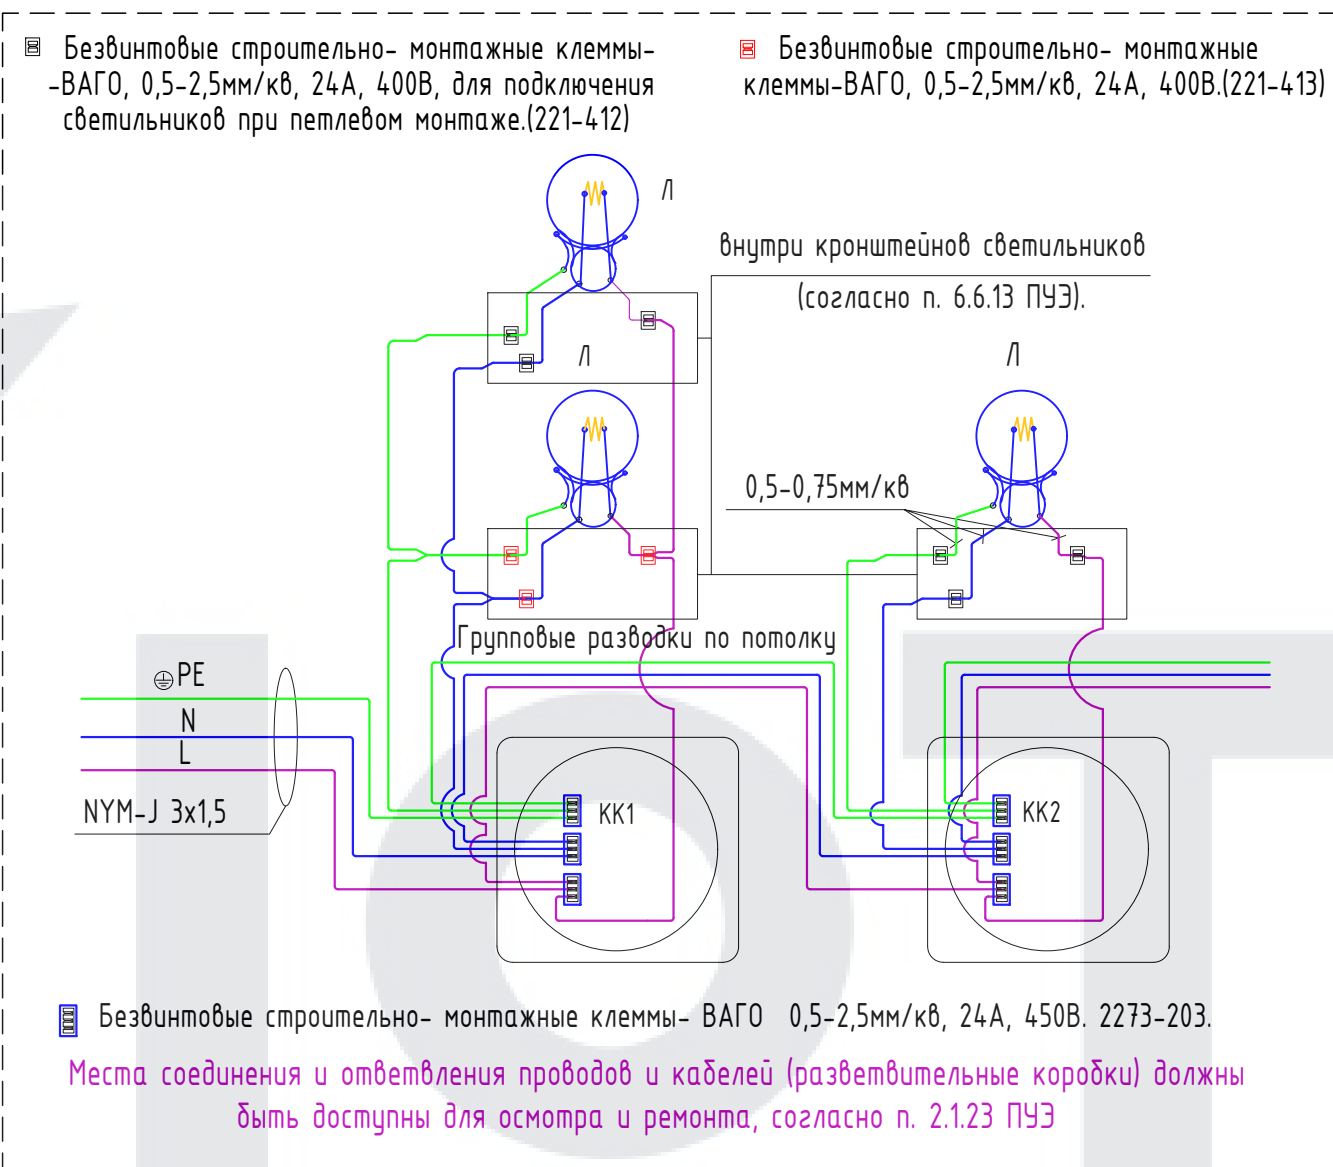 Безвинтовые строительно- монтажные клеммы-
-ВАГО, 0,5-2,5мм/кв, 24А, 400В, для подключения
светильников при петлевом монтаже.(221-412)
Безвинтовые строительно- монтажные
клеммы-ВАГО, 0,5-2,5мм/кв, 24А, 400В.(221-413)
Л
внутри кронштейнов светильников
(согласно п. 6.6.13 ПУЭ).
Л
Л
0,5-0,75мм/кв
Групповые разводки по потолку
PE
N
L
NYM-J 3x1,5
КК1
КК2
Безвинтовые строительно- монтажные клеммы- ВАГО 0,5-2,5мм/кв, 24А, 450В. 2273-203.
Места соединения и ответвления проводов и кабелей (разветвительные коробки) должны
быть доступны для осмотра и ремонта, согласно п. 2.1.23 ПУЭ